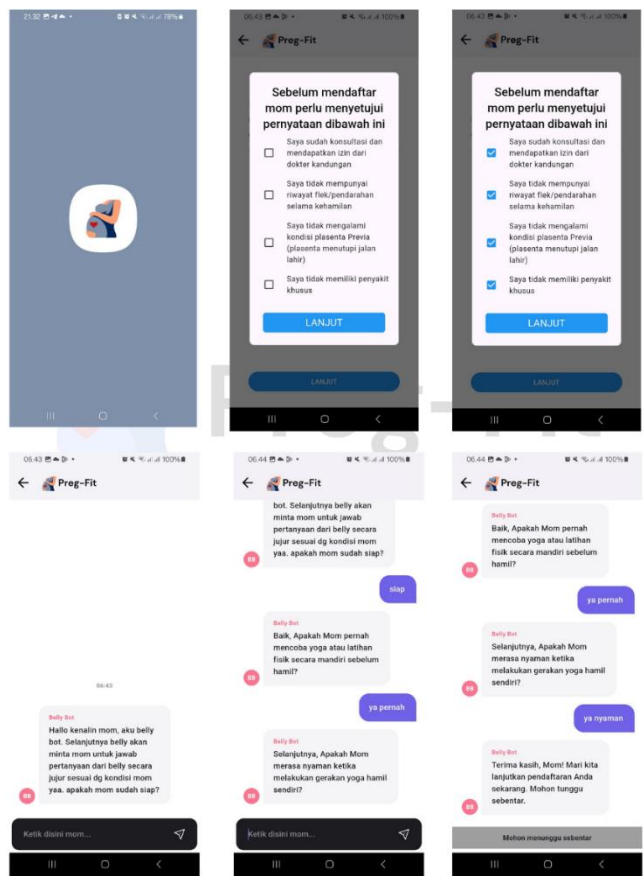 21.32
78%
06.43
100%
Preg-Fit
Sebelum mendaftar
mom perlu menyetujui
pernyataan dibawah ini
Saya sudah konsultasi dan
mendapatkan izin dari
dokter kandungan
Saya tidak mempunyai
riwayat flek/pendarahan
selama kehamilan
Saya tidak mengalami
kondisi plasenta Previa
(plasenta menutupi jalan
lahir)
Saya tidak memiliki penyakit
khusus
LANJUT
LANJUT
06.43
100%
Preg-Fit
Sebelum mendaftar
mom perlu menyetujui
pernyataan dibawah ini
Saya sudah konsultasi dan
mendapatkan izin dari
dokter kandungan
Saya tidak mempunyai
riwayat flek/pendarahan
selama kehamilan
Saya tidak mengalami
kondisi plasenta Previa
(plasenta menutupi jalan
lahir)
Saya tidak memiliki penyakit
khusus
LANJUT
LANJUT
Preg-Fit
06.43
100%
Preg-Fit
06:43
Belly Bot
Hallo kenalin mom, aku belly
bot. Selanjutnya belly akan
minta mom untuk jawab
pertanyaan dari belly secara
jujur sesuai dg kondisi mom
yaa. apakah mom sudah siap?
BB
Ketik disini mom...
06.44
100%
Preg-Fit
bot. Selanjutnya belly akan
minta mom untuk jawab
pertanyaan dari belly secara
jujur sesuai dg kondisi mom
yaa. apakah mom sudah siap?
BB
siap
Belly Bot
Baik, Apakah Mom pernah
mencoba yoga atau latihan
fisik secara mandiri sebelum
hamil?
BB
ya pernah
Belly Bot
Selanjutnya, Apakah Mom
merasa nyaman ketika
melakukan gerakan yoga hamil
sendiri?
BB
Ketik disini mom...
06.44
100%
Preg-Fit
Belly Bot
Baik, Apakah Mom pernah
mencoba yoga atau latihan
fisik secara mandiri sebelum
hamil?
BB
ya pernah
Belly Bot
Selanjutnya, Apakah Mom
merasa nyaman ketika
melakukan gerakan yoga hamil
sendiri?
BB
ya nyaman
Belly Bot
Terima kasih, Mom! Mari kita
lanjutkan pendaftaran Anda
sekarang. Mohon tunggu
sebentar.
BB
Mohon menunggu sebentar